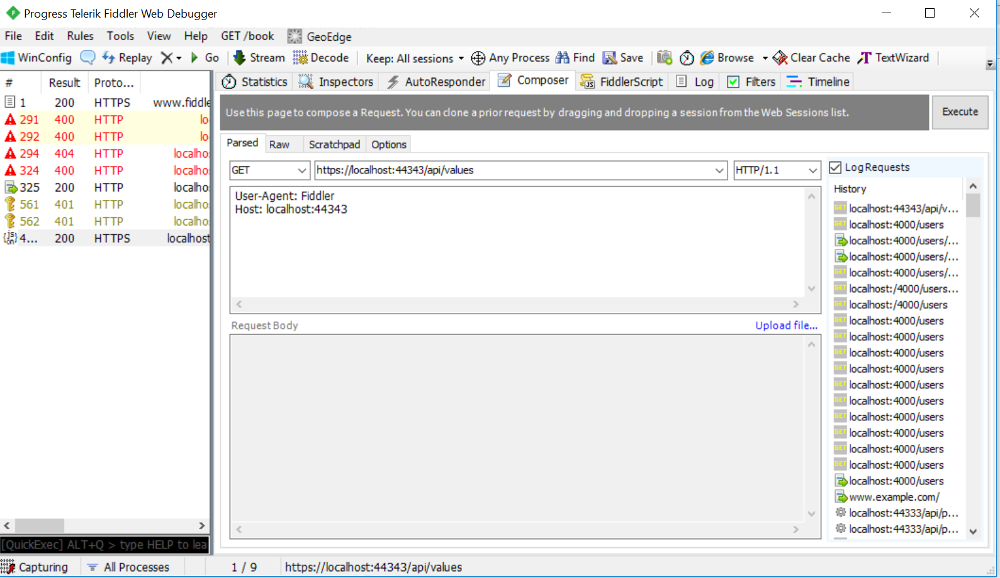 Progress Telerik Fiddler Web Debugger
File Edit Rules Tools View Help GET /book GeoEdge
WinConfig Replay Go Stream Decode Keep: All sessions Any Process Find Save Browse Clear Cache TextWizard
# Result Proto...
Statistics Inspectors AutoResponder Composer FiddlerScript Log Filters Timeline
1 200 HTTPS www.fiddle
291 400 HTTP lo
292 400 HTTP lo
294 404 HTTP localho
324 400 HTTP localho
325 200 HTTP localho
561 401 HTTP localho
562 401 HTTP localho
4... 200 HTTPS localhost
[QuickExec] ALT+Q > type HELP to lea
Use this page to compose a Request. You can clone a prior request by dragging and dropping a session from the Web Sessions list.
Execute
Parsed Raw Scratchpad Options
GET https://localhost:44343/api/values HTTP/1.1
User-Agent: Fiddler
Host: localhost:44343
Request Body Upload file...
Log Requests
History
localhost:44343/api/v...
localhost:4000/users
localhost:4000/users/...
localhost:4000/users/...
localhost:4000/users/...
localhost:/4000/users...
localhost:/4000/users
localhost:4000/users
localhost:4000/users
localhost:4000/users
localhost:4000/users
localhost:4000/users
localhost:4000/users
localhost:4000/users
localhost:4000/users
localhost:4000/users
localhost:4000/users
localhost:4000/users
www.example.com/
localhost:44333/api/p...
localhost:44333/api/p...
Capturing All Processes 1 / 9 https://localhost:44343/api/values